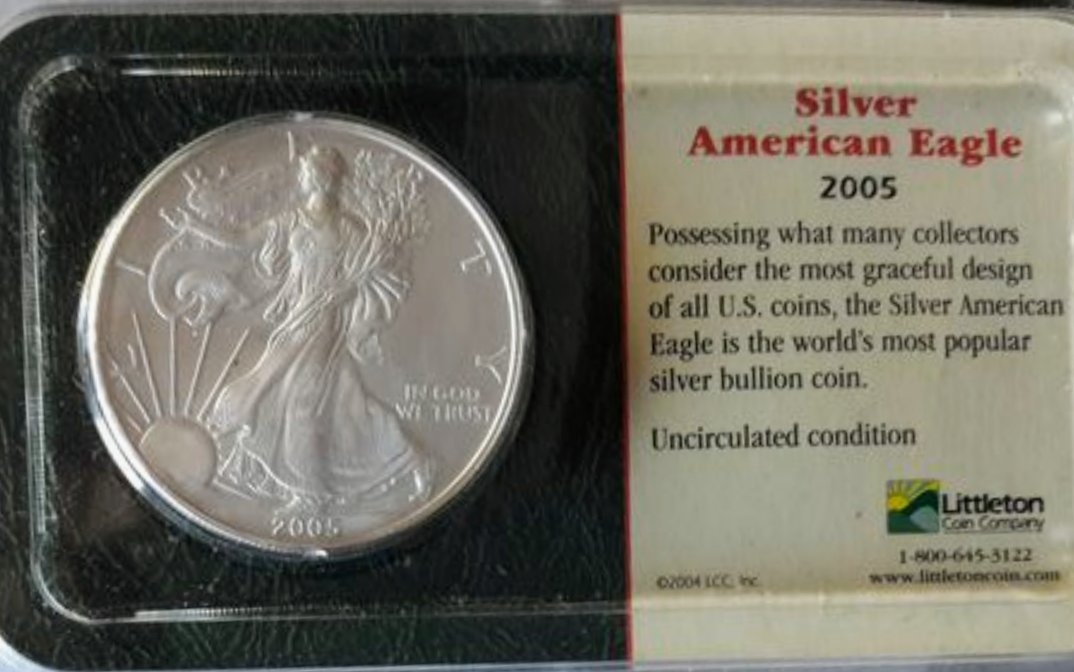 L I B E R T Y
IN GOD
WE TRUST
2005
Silver
American Eagle
2005
Possessing what many collectors
consider the most graceful design
of all U.S. coins, the Silver American
Eagle is the world's most popular
silver bullion coin.
Uncirculated condition
Littleton
Coin Company
1-800-645-3122
©2004 LCC, Inc.
www.littletoncoin.com